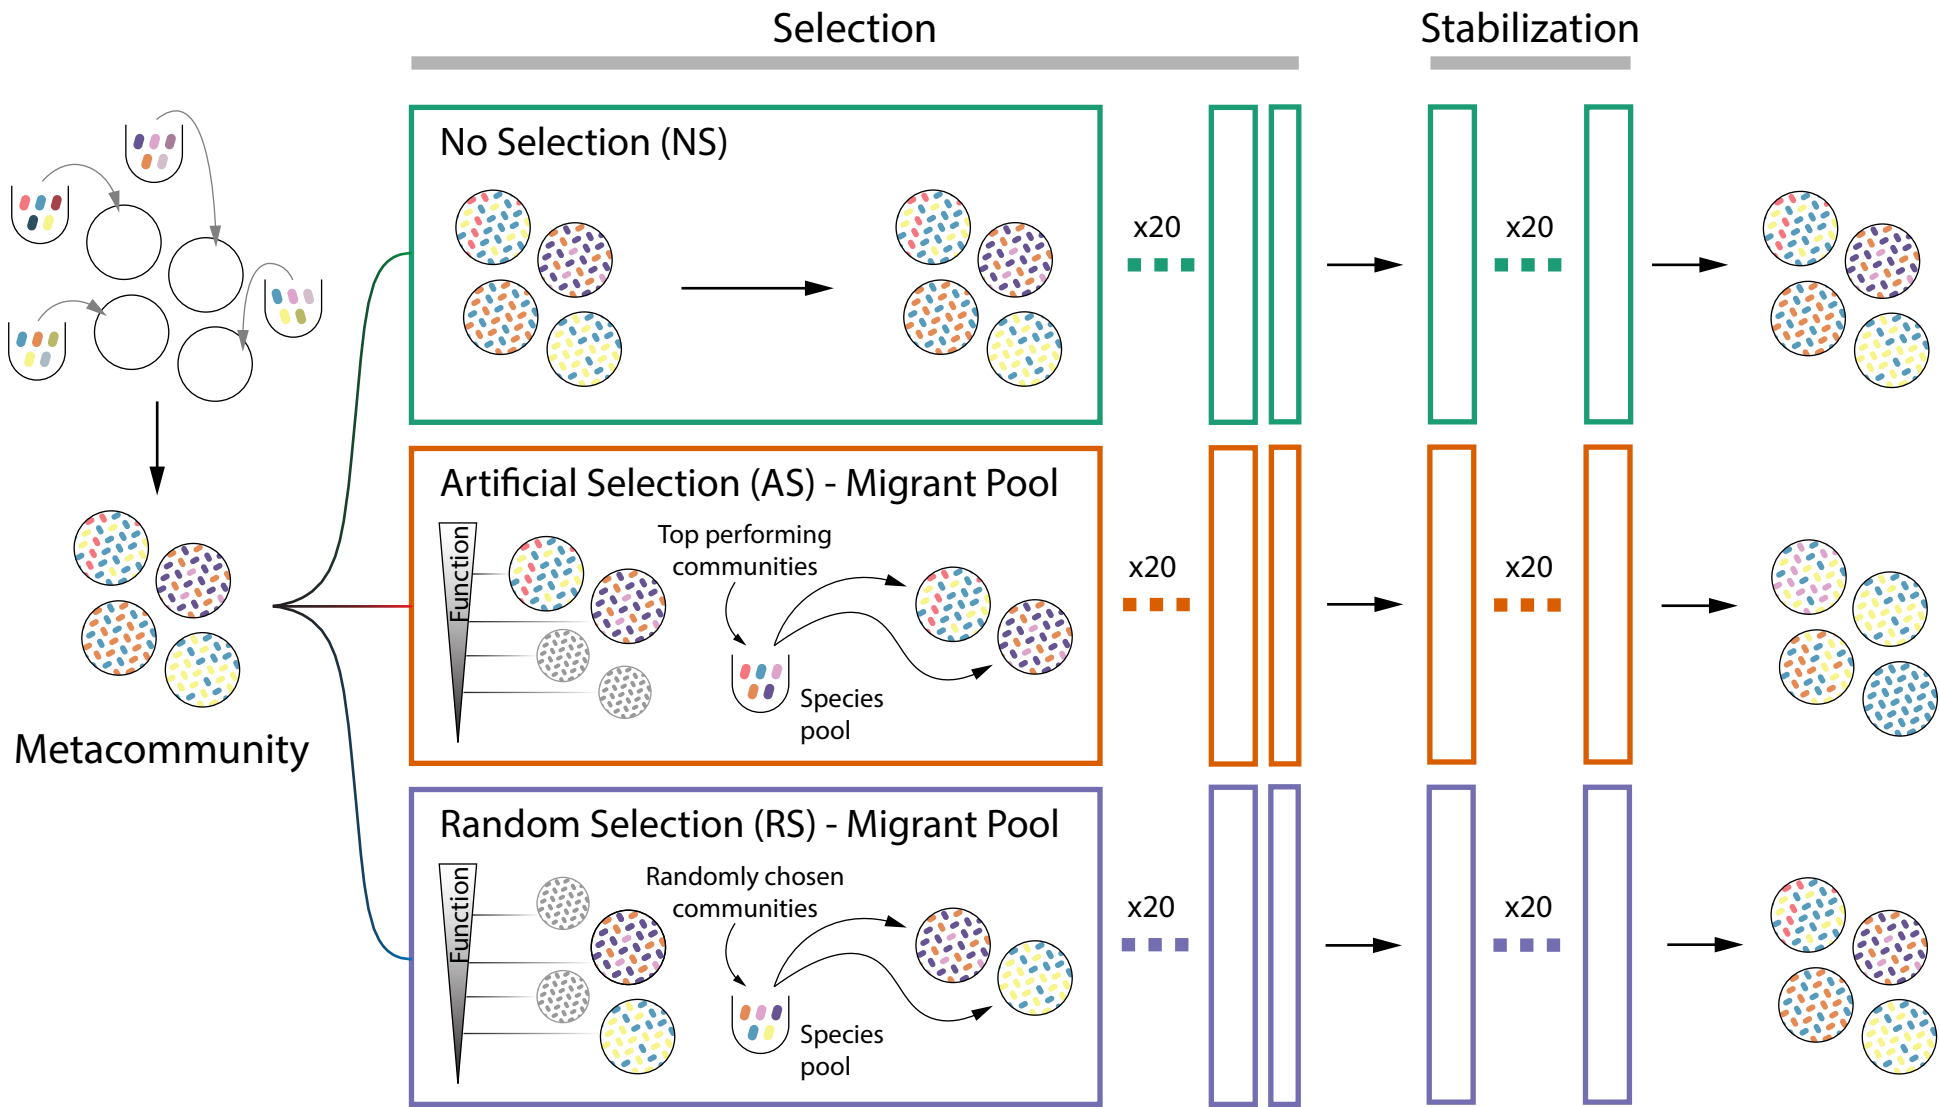 Selection
Stabilization
No Selection (NS)
x20
x20
Metacommunity
Artificial Selection (AS) - Migrant Pool
Function
Top performing
communities
Species
pool
x20
x20
Random Selection (RS) - Migrant Pool
Function
Randomly chosen
communities
Species
pool
x20
x20